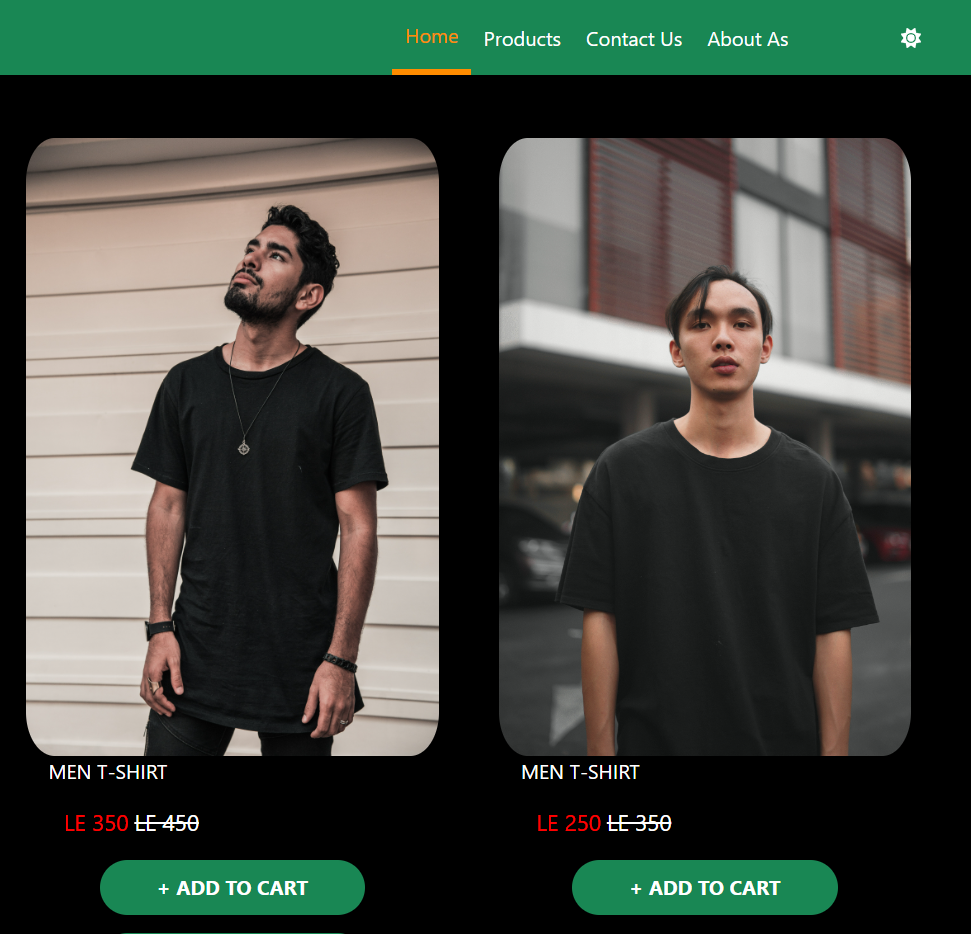 Home Products Contact Us About As
MEN T-SHIRT
LE 350 LE 450
+ ADD TO CART
MEN T-SHIRT
LE 250 LE 350
+ ADD TO CART